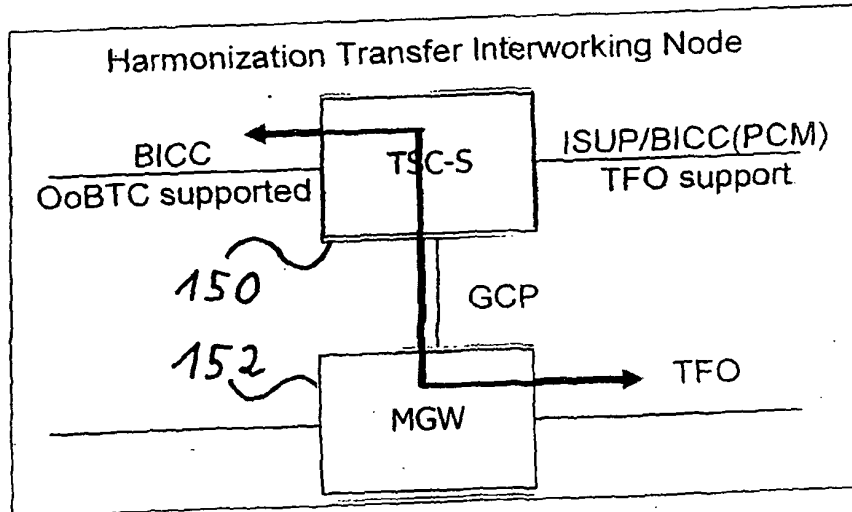 Harmonization Transfer Interworking Node
BICC
OoBTC supported
TSC-S
ISUP/BICC(PCM)
TFO support
150
GCP
152
TFO
MGW